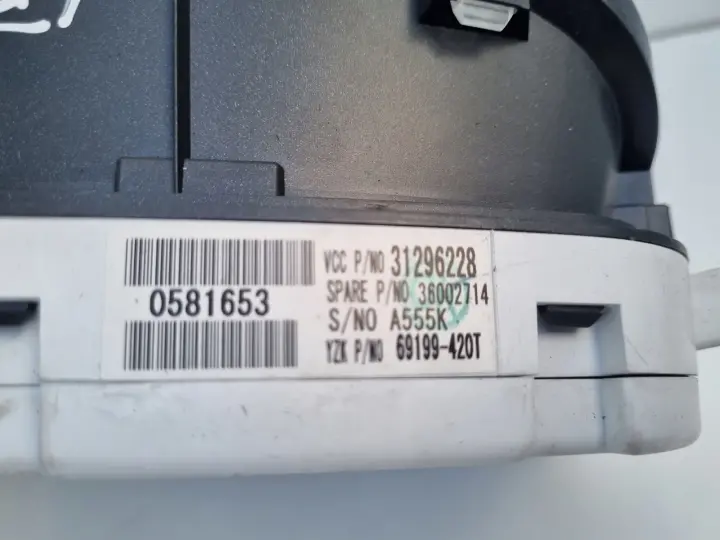 0581653
VCC P/NO 31296228
SPARE P/NO 36002714
S/NO A555K
YZK P/NO 69199-420T